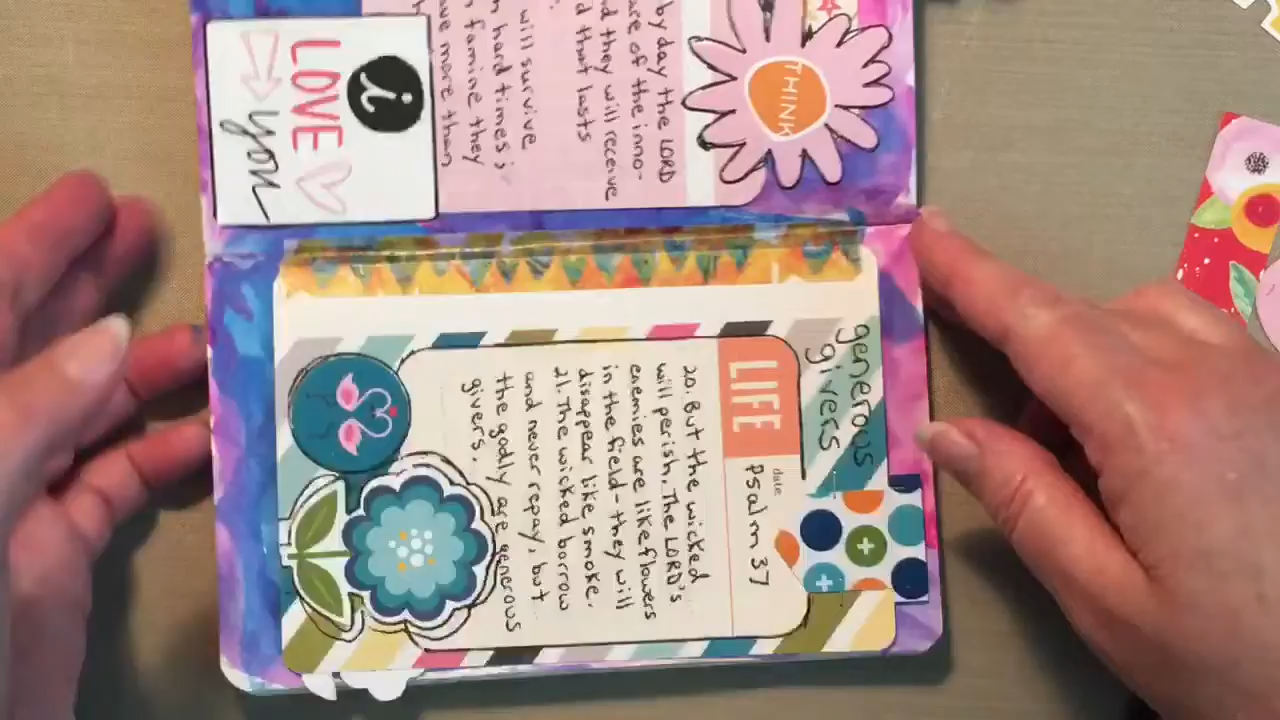 THINK
by day the LORD
are of the inno-
nd they will receive
d that lasts
will survive
hard times;
famine they
ave more than
i
LOVE
you
generous
givers
LIFE
date
Psalm 37
20. But the wicked
will perish. The LORD's
enemies are like flowers
in the field - they will
disappear like smoke.
21. The wicked borrow
and never repay, but
the godly are generous
givers.